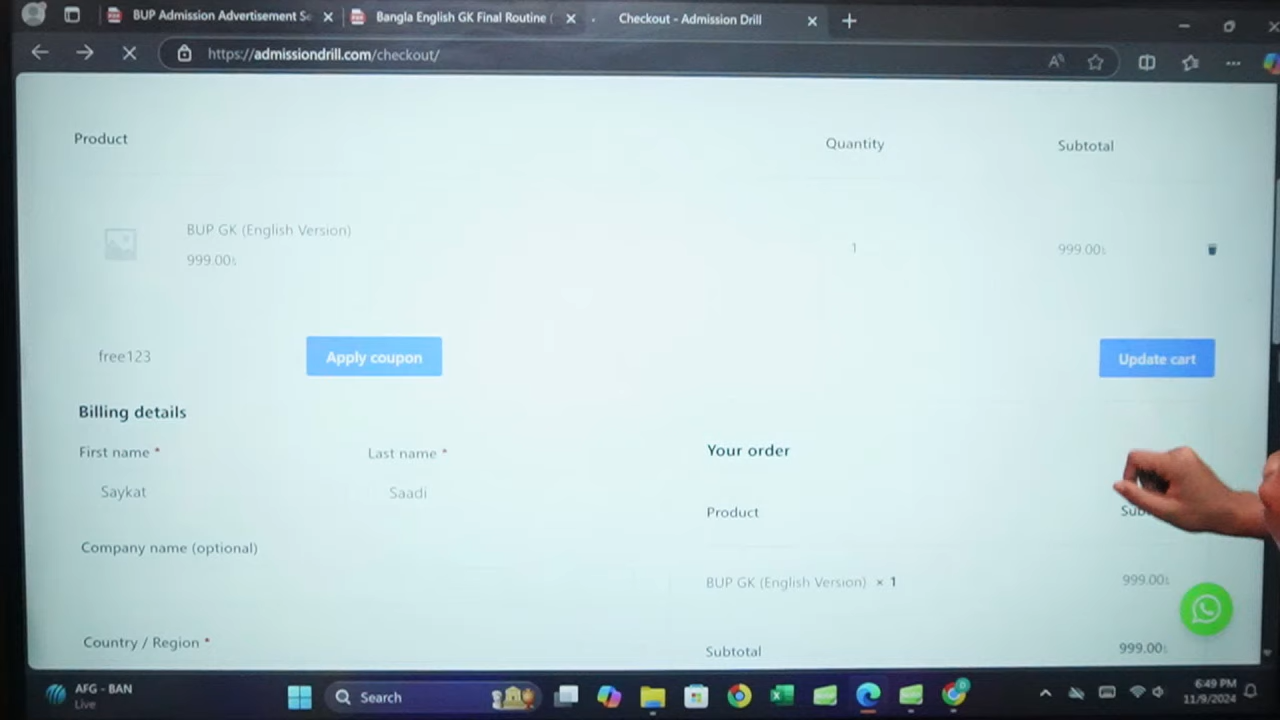 BUP Admission Advertisement Se
Bangla English GK Final Routine (
Checkout - Admission Drill
https://admissiondrill.com/checkout/
Product
Quantity
Subtotal
BUP GK (English Version)
999.00৳
1
999.00৳
free123
Apply coupon
Update cart
Billing details
First name *
Last name *
Your order
Saykat
Saadi
Product
Sub
Company name (optional)
BUP GK (English Version) × 1
999.00৳
Country / Region *
Subtotal
999.00৳
AFG - BAN
Live
Search
6:49 PM
11/9/2024